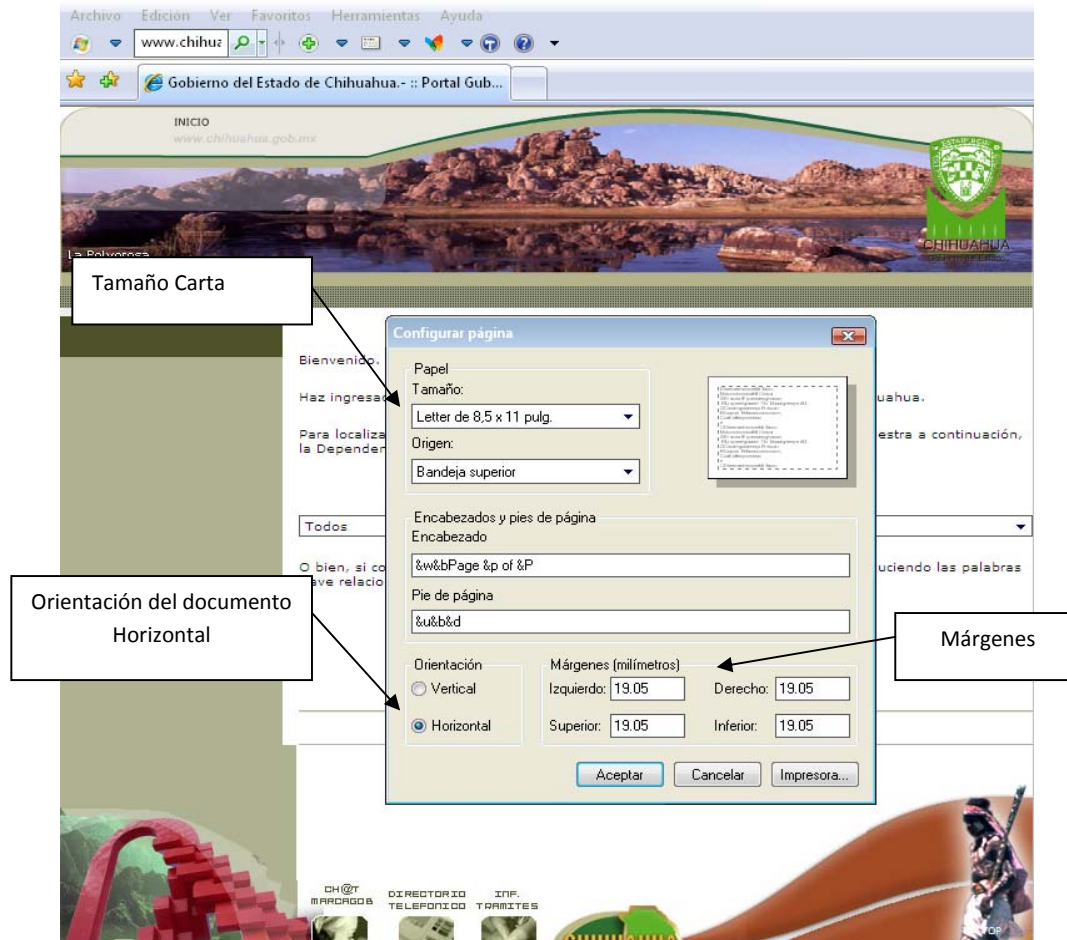 Archivo Edición Ver Favoritos Herramientas Ayuda
www.chihua
Gobierno del Estado de Chihuahua.- :: Portal Gub...
INICIO
www.chihuahua.gob.mx
La Polvorosa
CHIHUAHUA
Tamaño Carta
Configurar página
Bienvenido.
Papel
Tamaño:
Haz ingresad
uahua.
Letter de 8,5 x 11 pulg.
Para localiza
estra a continuación,
Origen:
la Dependen
Bandeja superior
Todos
Encabezados y pies de página
Encabezado
&w&bPage &p of &P
O bien, si co
uciendo las palabras
ave relacio
Pie de página
&u&b&d
Orientación del documento
Horizontal
Márgenes
Orientación
Márgenes (milímetros)
Vertical
Izquierdo: 19.05 Derecho: 19.05
Horizontal
Superior: 19.05 Inferior: 19.05
Aceptar Cancelar Impresora...
CH@T
MARCAGOB
DIRECTORIO
TELEFONICO
INF.
TRAMITES
CHIHUAHUA